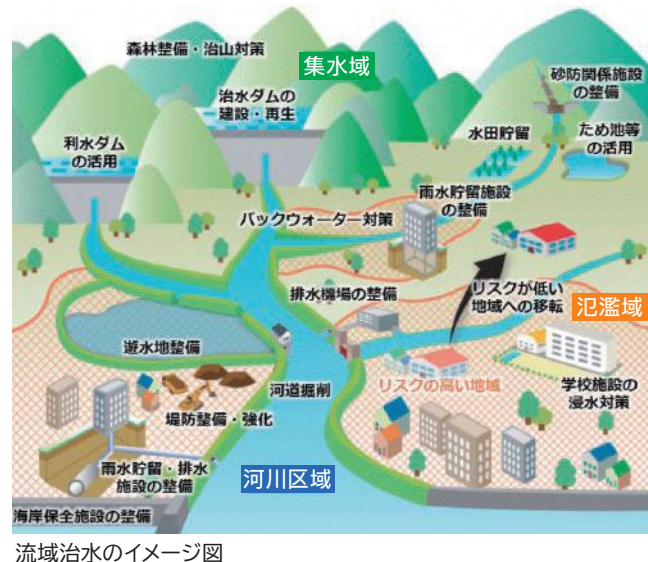 森林整備・治山対策
集水域
治水ダムの
建設・再生
砂防関係施設
の整備
利水ダム
の活用
水田貯留
ため池等
の活用
雨水貯留施設
の整備
バックウォーター対策
排水機場の整備
リスクが低い
地域への移転
氾濫域
遊水地整備
リスクの高い地域
学校施設の
浸水対策
河道掘削
堤防整備・強化
雨水貯留・排水
施設の整備
河川区域
海岸保全施設の整備
流域治水のイメージ図